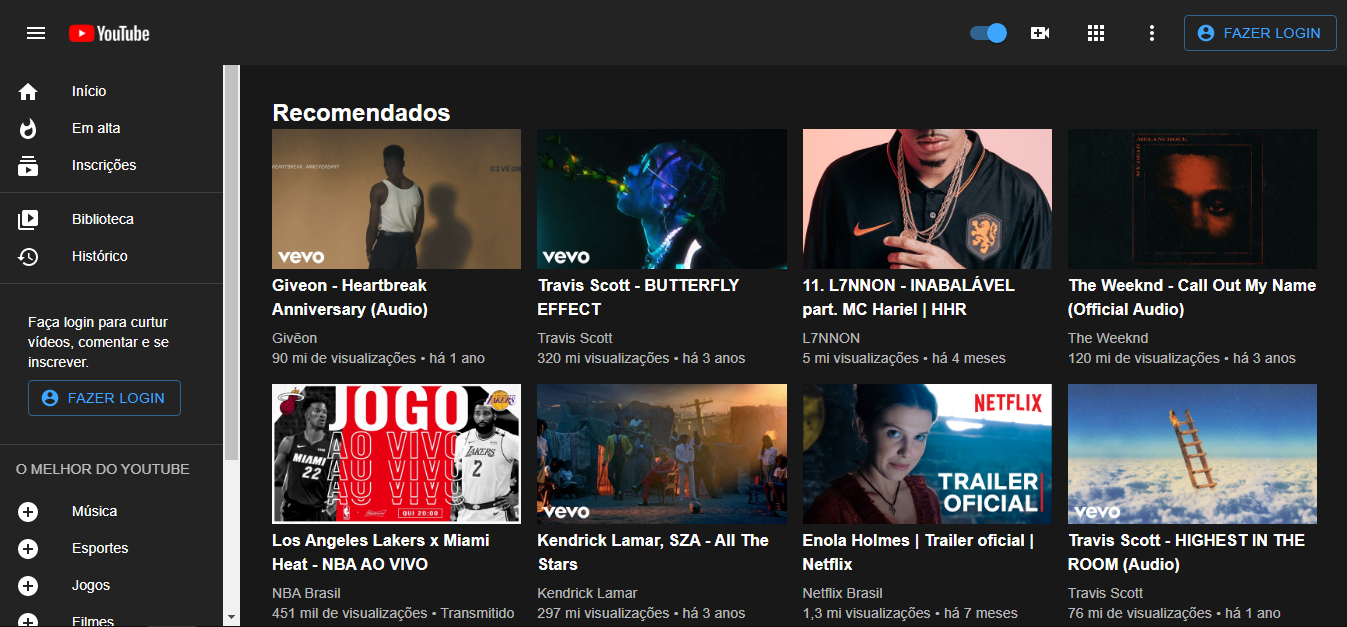 YouTube
FAZER LOGIN
Início
Em alta
Inscrições
Biblioteca
Histórico
Faça login para curtir
vídeos, comentar e se
inscrever.
FAZER LOGIN
O MELHOR DO YOUTUBE
Música
Esportes
Jogos
Filmes
Recomendados
HEARTBREAK ANNIVERSARY
GIVĒON
vevo
Giveon - Heartbreak
Anniversary (Audio)
Givēon
90 mi de visualizações • há 1 ano
vevo
Travis Scott - BUTTERFLY
EFFECT
Travis Scott
320 mi visualizações • há 3 anos
11. L7NNON - INABALÁVEL
part. MC Hariel | HHR
L7NNON
5 mi visualizações • há 4 meses
MY DEAR
MELANCHOLY,
The Weeknd - Call Out My Name
(Official Audio)
The Weeknd
120 mi de visualizações • há 3 anos
JOGO
AO VIVO
AO VIVO
AO VIVO
QUI 20:00
MIAMI
22
LAKERS
2
LAKERS
Los Angeles Lakers x Miami
Heat - NBA AO VIVO
NBA Brasil
451 mil de visualizações • Transmitido
vevo
Kendrick Lamar, SZA - All The
Stars
Kendrick Lamar
297 mi visualizações • há 3 anos
NETFLIX
TRAILER
OFICIAL
Enola Holmes | Trailer oficial |
Netflix
Netflix Brasil
1,3 mi visualizações • há 7 meses
vevo
Travis Scott - HIGHEST IN THE
ROOM (Audio)
Travis Scott
76 mi de visualizações • há 1 ano